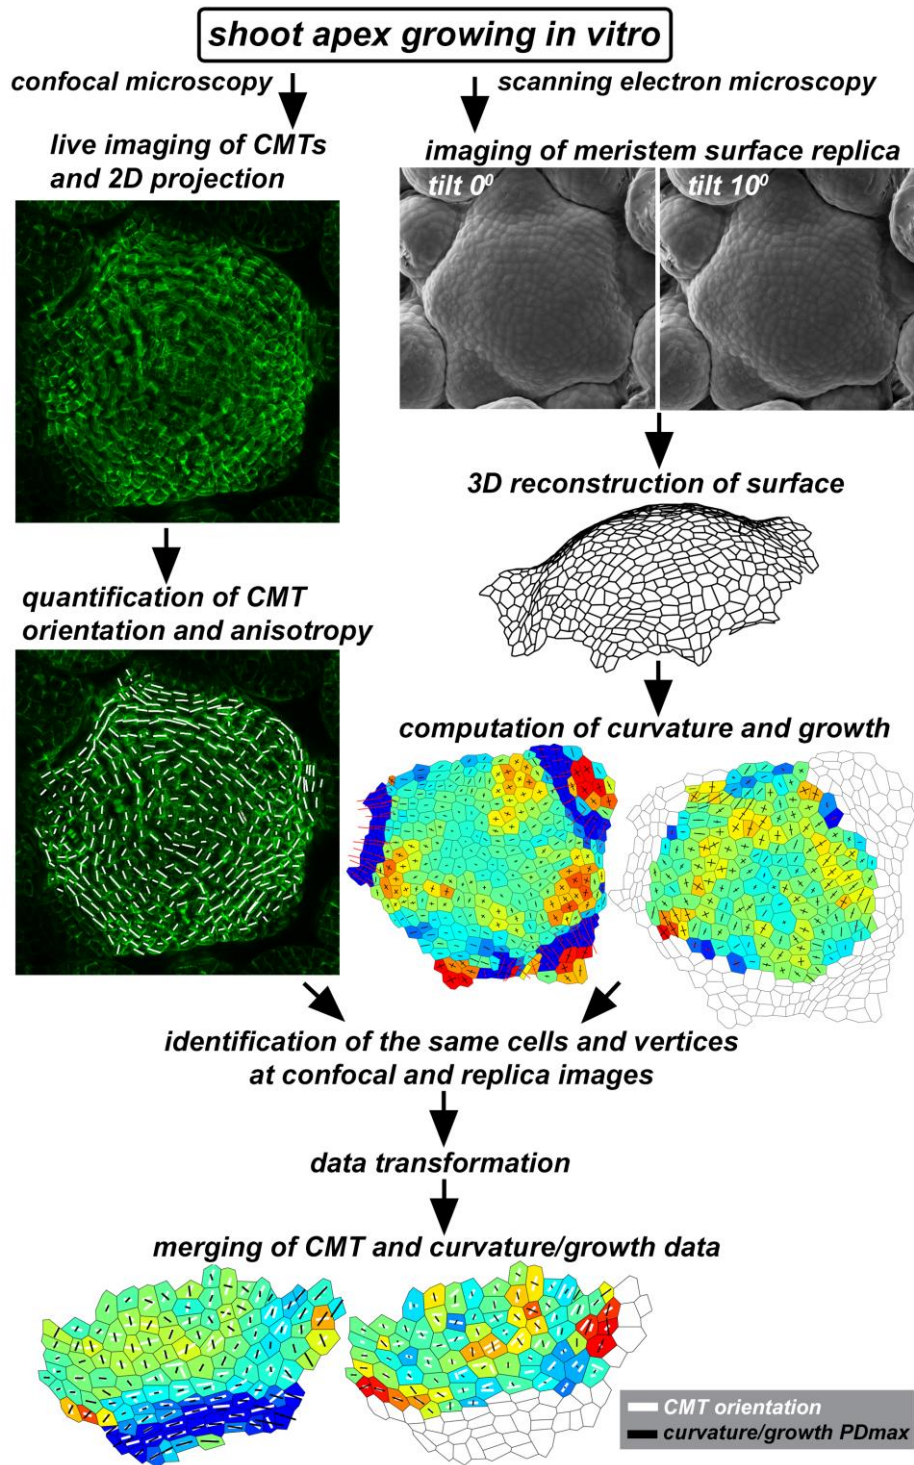 shoot apex growing in vitro
confocal microscopy
scanning electron microscopy
live imaging of CMTs
and 2D projection
imaging of meristem surface replica
tilt 0⁰
tilt 10⁰
3D reconstruction of surface
quantification of CMT
orientation and anisotropy
computation of curvature and growth
identification of the same cells and vertices
at confocal and replica images
data transformation
merging of CMT and curvature/growth data
CMT orientation
curvature/growth PDmax